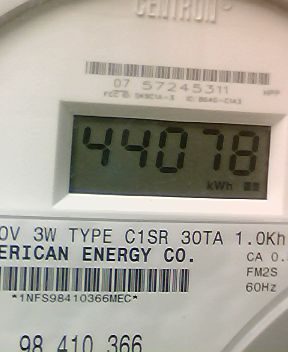 CENTRON®
07 57245311
44078
kWh
0V 3W TYPE C1SR 30TA 1.0Kh
ERICAN ENERGY CO.
CA 0.
FM2S
*1NFS98410366MEC*
60Hz
98 410 366